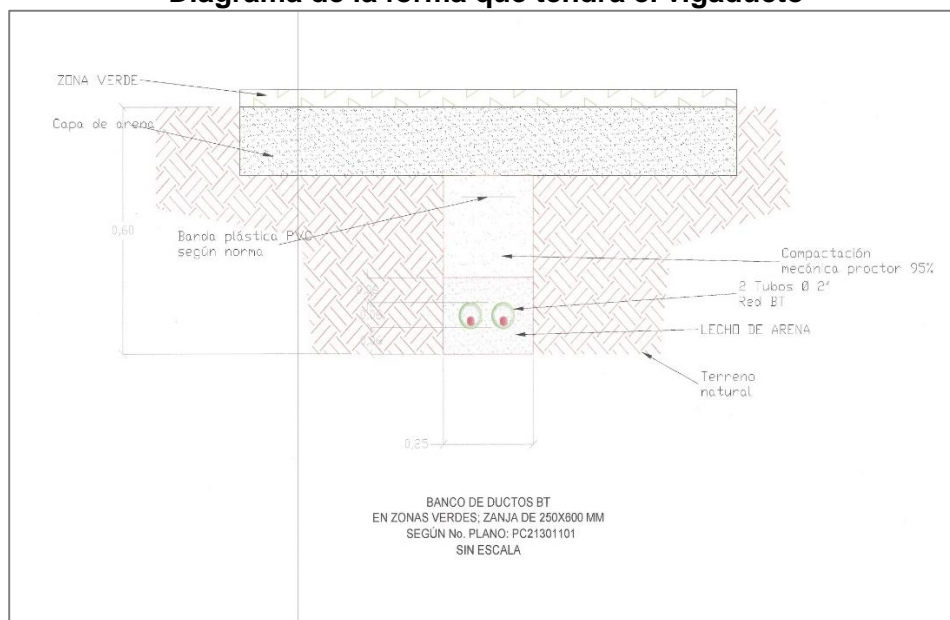 Diagrama de la forma que tendrá el vigaducto
ZONA VERDE
Capa de arena
0,60
Banda plástica PVC
según norma
Compactación
mecánica proctor 95%
2 Tubos Ø 2"
Red BT
LECHO DE ARENA
Terreno
natural
0,25
BANCO DE DUCTOS BT
EN ZONAS VERDES; ZANJA DE 250X600 MM
SEGÚN No. PLANO: PC21301101
SIN ESCALA